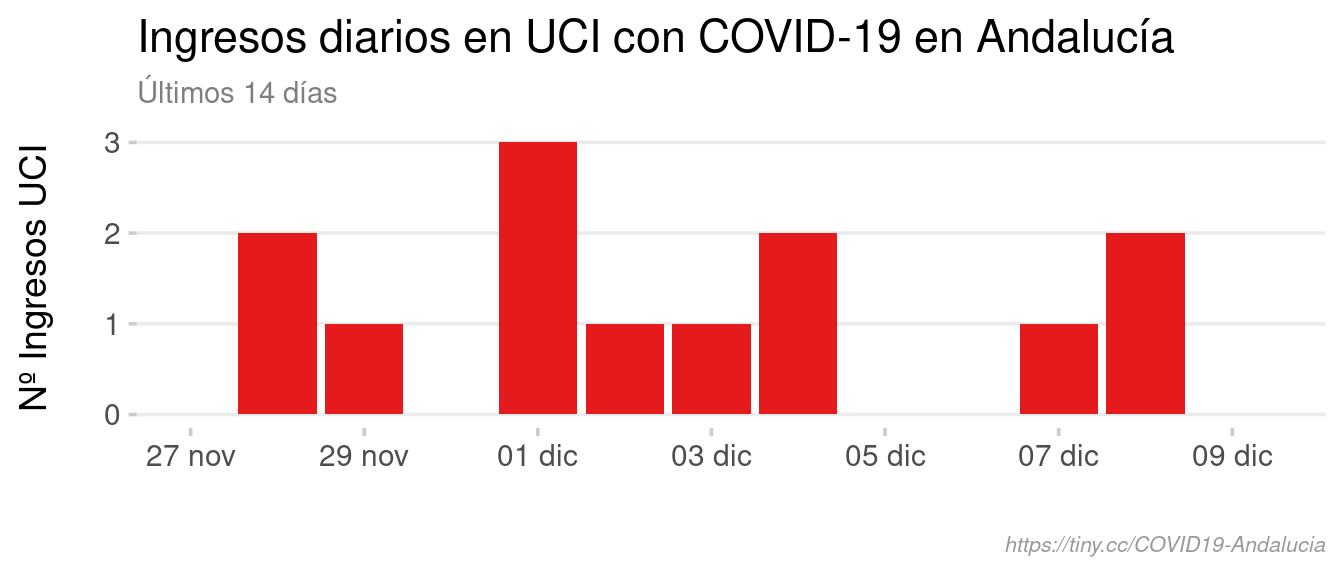 Ingresos diarios en UCI con COVID-19 en Andalucía
Últimos 14 días
Nº Ingresos UCI
3
2
1
0
27 nov
29 nov
01 dic
03 dic
05 dic
07 dic
09 dic
https://tiny.cc/COVID19-Andalucia